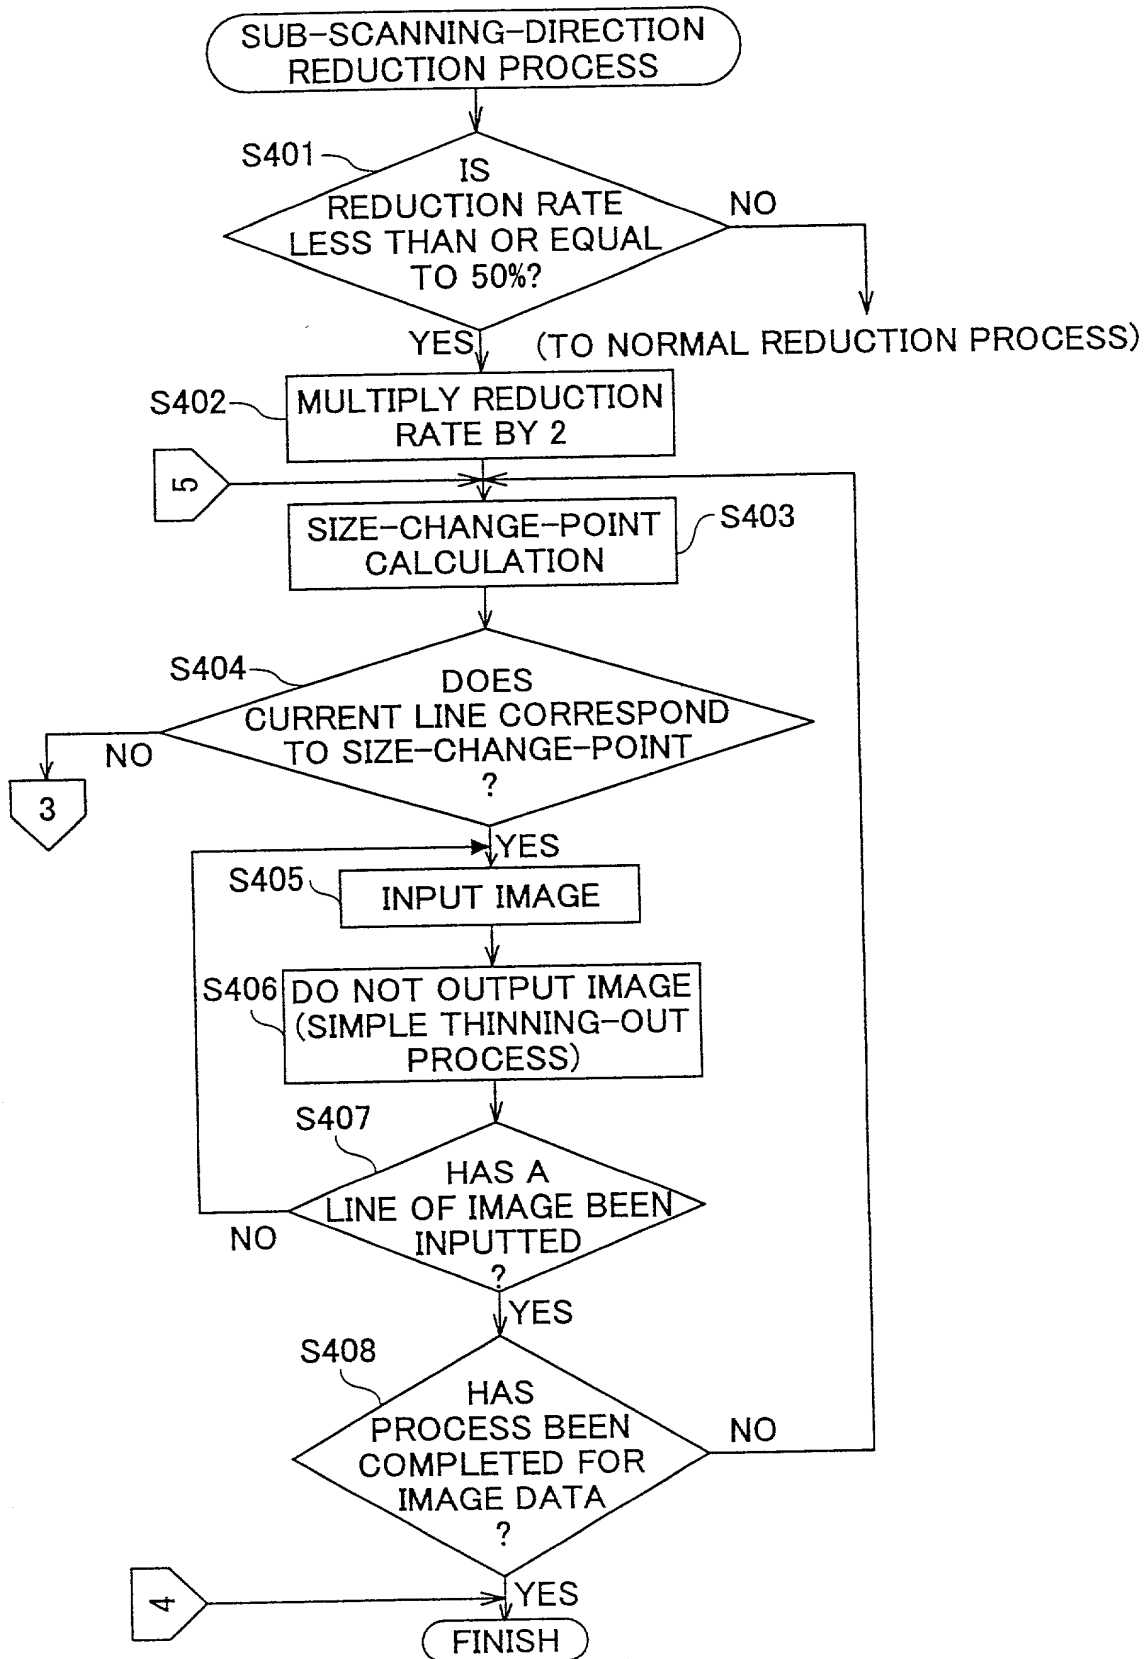 SUB-SCANNING-DIRECTION
REDUCTION PROCESS
S401
IS
REDUCTION RATE
LESS THAN OR EQUAL
TO 50%?
NO
YES
(TO NORMAL REDUCTION PROCESS)
S402
MULTIPLY REDUCTION
RATE BY 2
5
SIZE-CHANGE-POINT
CALCULATION
S403
S404
DOES
CURRENT LINE CORRESPOND
TO SIZE-CHANGE-POINT
?
NO
3
YES
S405
INPUT IMAGE
S406
DO NOT OUTPUT IMAGE
(SIMPLE THINNING-OUT
PROCESS)
S407
HAS A
LINE OF IMAGE BEEN
INPUTTED
?
NO
YES
S408
HAS
PROCESS BEEN
COMPLETED FOR
IMAGE DATA
?
NO
4
YES
FINISH